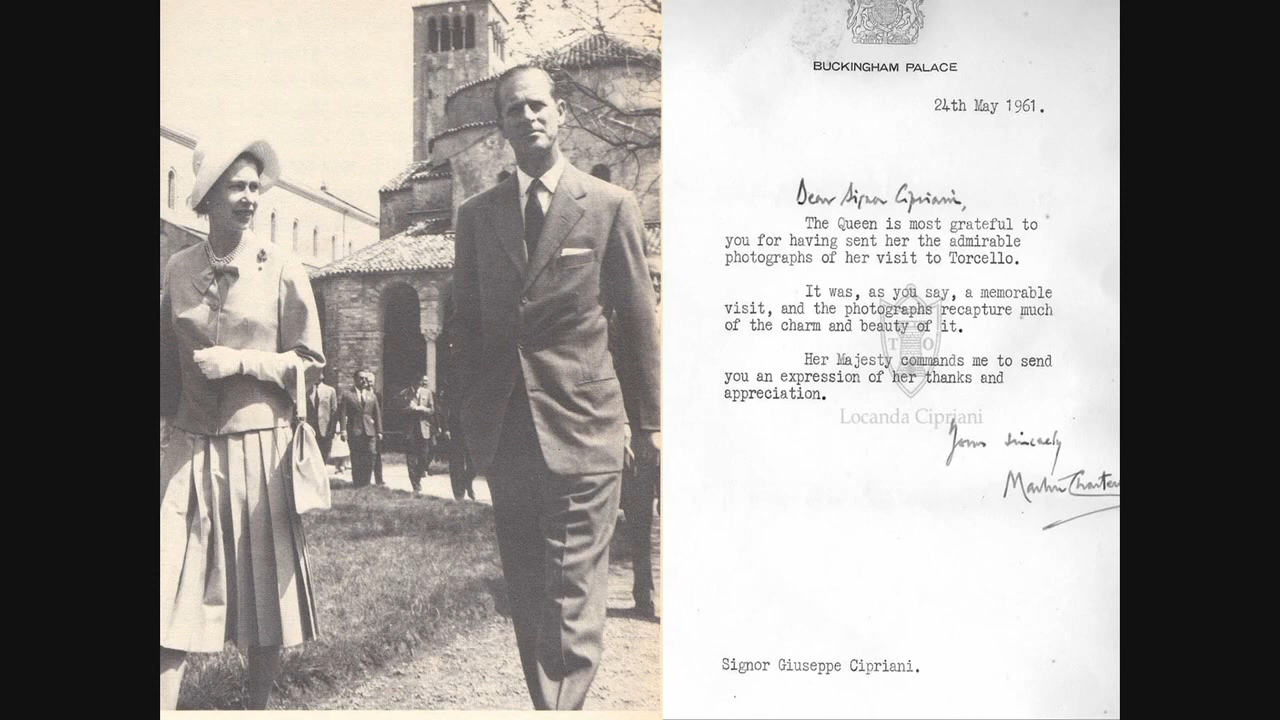 BUCKINGHAM PALACE
24th May 1961.
Dear Signor Cipriani,
The Queen is most grateful to
you for having sent her the admirable
photographs of her visit to Torcello.
It was, as you say, a memorable
visit, and the photographs recapture much
of the charm and beauty of it.
T O
Her Majesty commands me to send
you an expression of her thanks and
appreciation.
Locanda Cipriani
Yours sincerely
Martin Charter
Signor Giuseppe Cipriani.